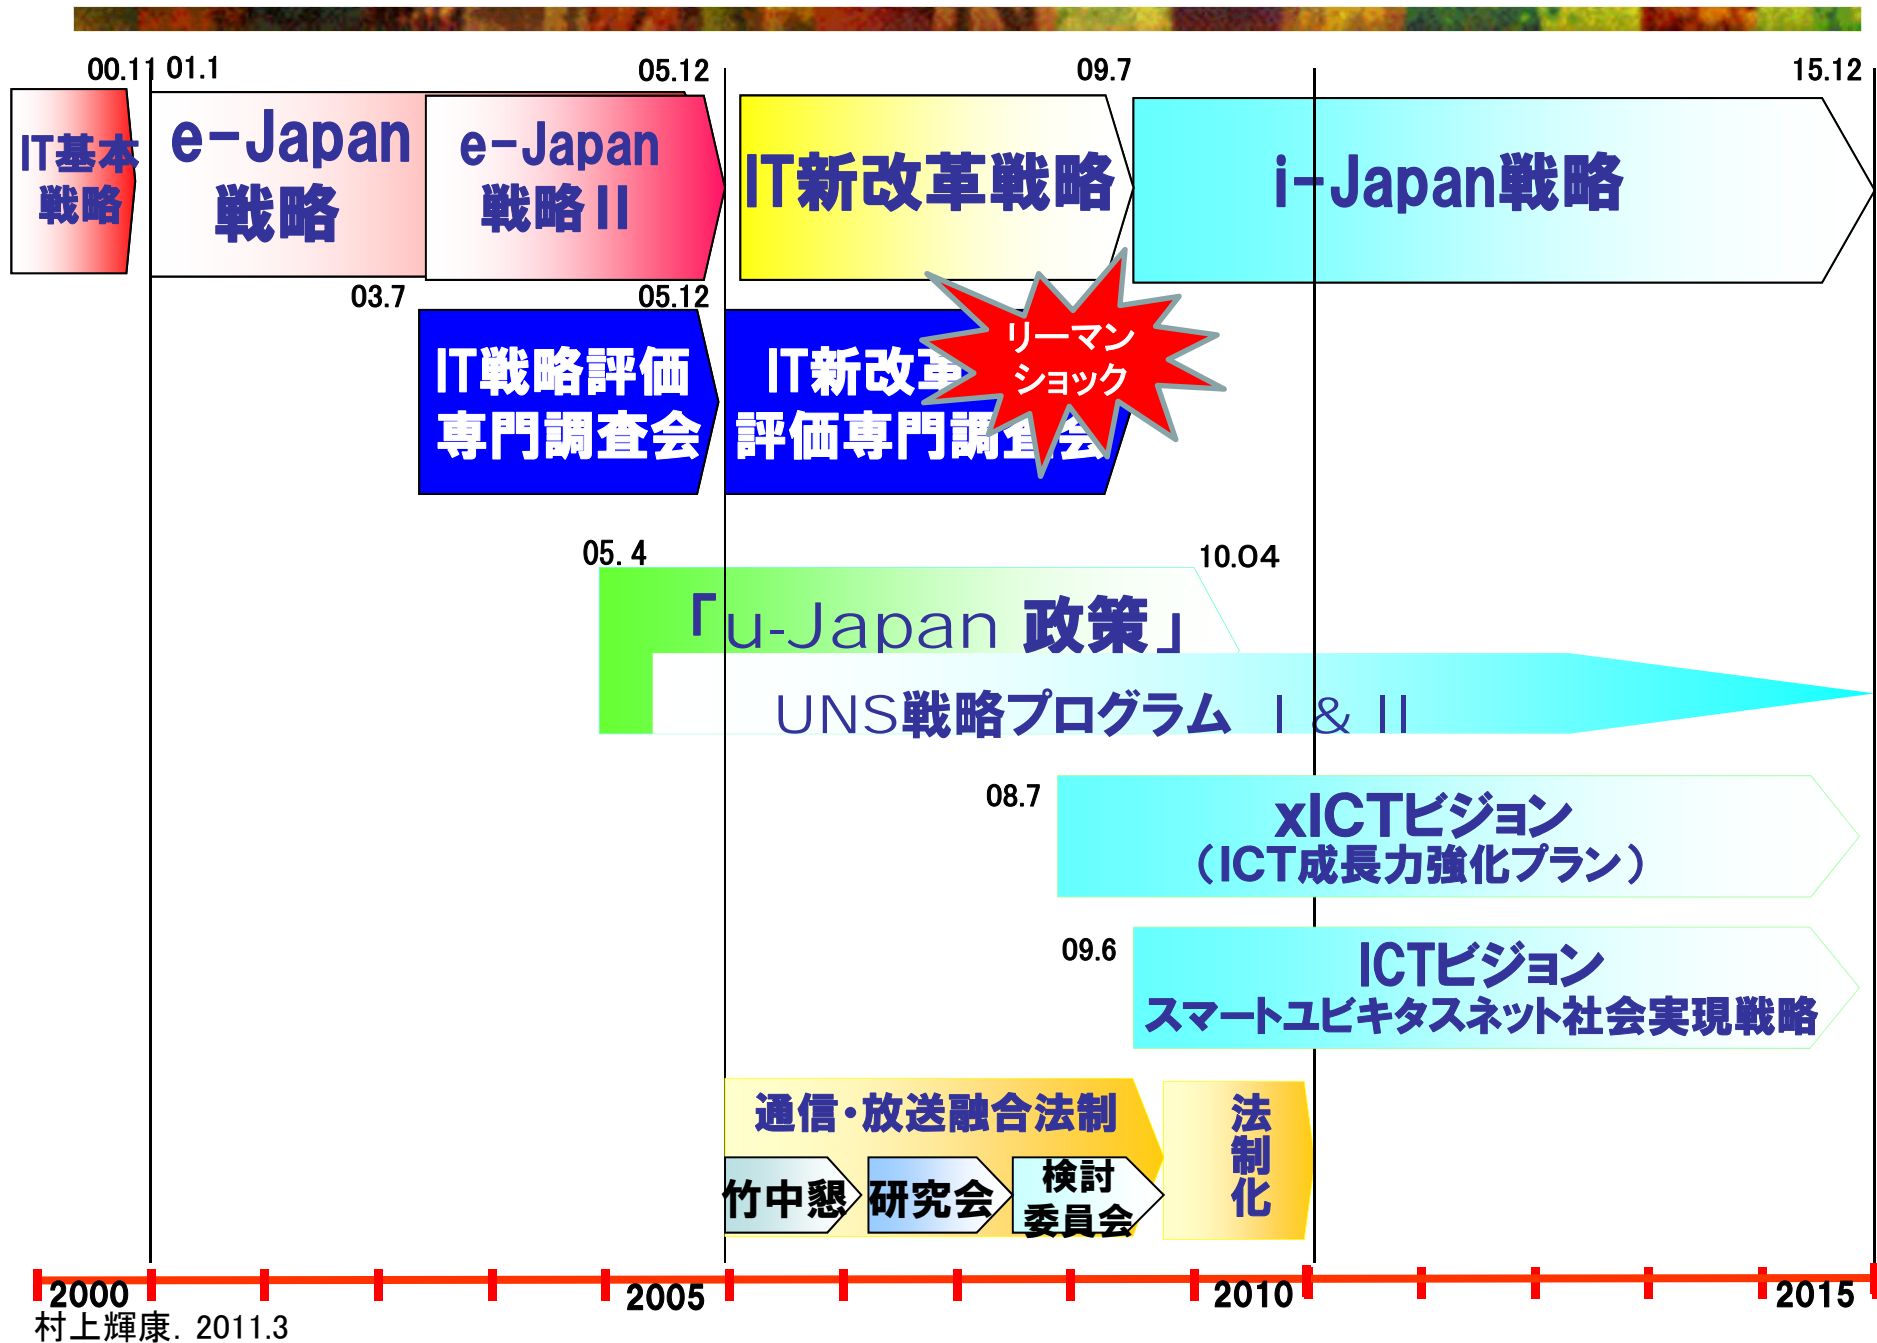 00.11 01.1
05.12
09.7
15.12
IT基本
戦略
e-Japan
戦略
e-Japan
戦略II
IT新改革戦略
i-Japan戦略
03.7
05.12
IT戦略評価
専門調査会
IT新改革
評価専門調査会
リーマン
ショック
05.4
10.04
「u-Japan 政策」
UNS戦略プログラム I & II
08.7
xICTビジョン
（ICT成長力強化プラン）
09.6
ICTビジョン
スマートユビキタスネット社会実現戦略
通信・放送融合法制
竹中懇
研究会
検討
委員会
法制化
2000
2005
2010
2015
村上輝康. 2011.3